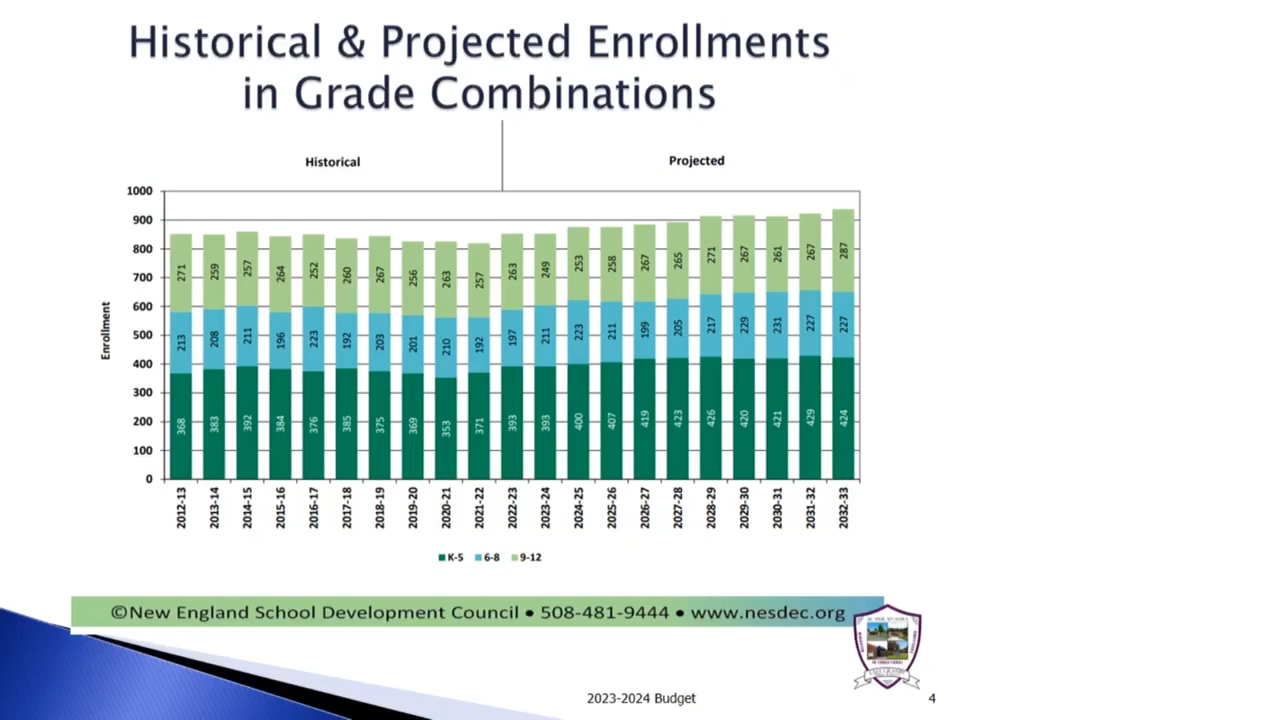 Historical & Projected Enrollments
in Grade Combinations
Historical
Projected
Enrollment
1000
900
800
700
600
500
400
300
200
100
0
271 259 257 264 252 260 267 256 263 257 263 249 253 258 267 265 271 267 261 267 287
213 208 211 196 223 192 203 201 210 192 197 211 223 211 199 205 217 229 231 227 227
368 383 392 384 376 385 375 369 353 371 393 393 400 407 419 423 426 420 421 429 424
2012-13 2013-14 2014-15 2015-16 2016-17 2017-18 2018-19 2019-20 2020-21 2021-22 2022-23 2023-24 2024-25 2025-26 2026-27 2027-28 2028-29 2029-30 2030-31 2031-32 2032-33
K-5 6-8 9-12
©New England School Development Council • 508-481-9444 • www.nesdec.org
2023-2024 Budget
4